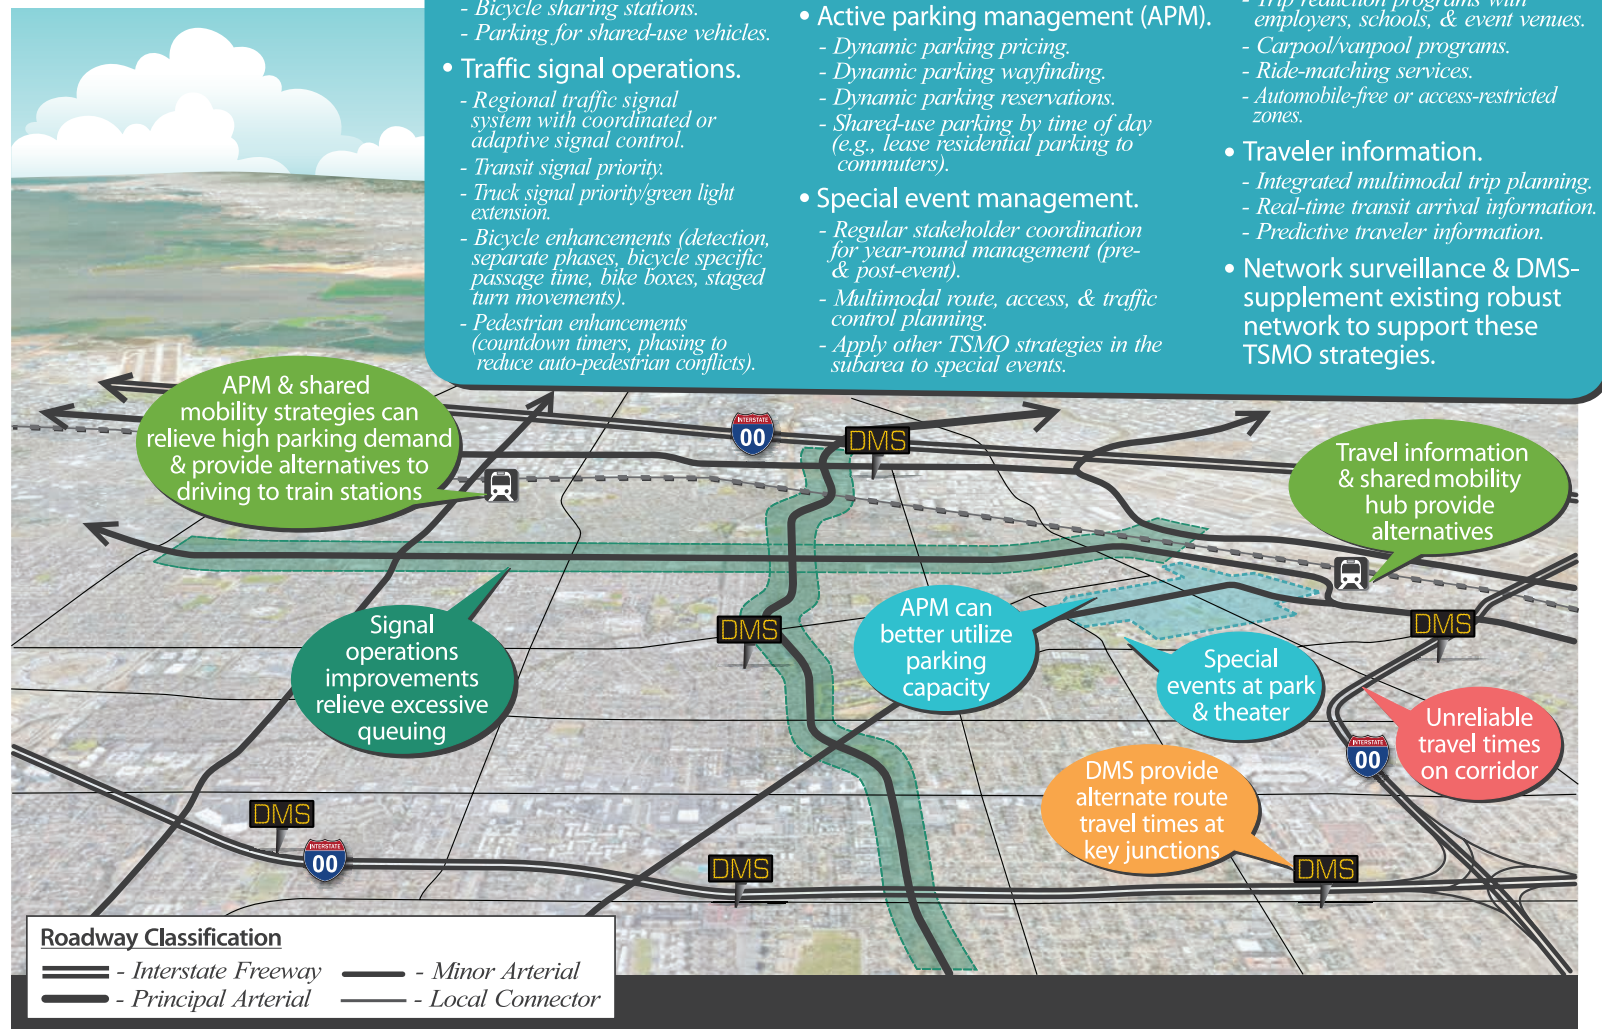 - Bicycle sharing stations.
- Parking for shared-use vehicles.
• Traffic signal operations.
- Regional traffic signal
system with coordinated or
adaptive signal control.
- Transit signal priority.
- Truck signal priority/green light
extension.
- Bicycle enhancements (detection,
separate phases, bicycle specific
passage time, bike boxes, staged
turn movements).
- Pedestrian enhancements
(countdown timers, phasing to
reduce auto-pedestrian conflicts).
• Active parking management (APM).
- Dynamic parking pricing.
- Dynamic parking wayfinding.
- Dynamic parking reservations.
- Shared-use parking by time of day
(e.g., lease residential parking to
commuters).
• Special event management.
- Regular stakeholder coordination
for year-round management (pre-
& post-event).
- Multimodal route, access, & traffic
control planning.
- Apply other TSMO strategies in the
subarea to special events.
- Trip reduction programs with
employers, schools, & event venues.
- Carpool/vanpool programs.
- Ride-matching services.
- Automobile-free or access-restricted
zones.
• Traveler information.
- Integrated multimodal trip planning.
- Real-time transit arrival information.
- Predictive traveler information.
• Network surveillance & DMS-
supplement existing robust
network to support these
TSMO strategies.
APM & shared
mobility strategies can
relieve high parking demand
& provide alternatives to
driving to train stations
INTERSTATE
00
DMS
Travel information
& shared mobility
hub provide
alternatives
Signal
operations
improvements
relieve excessive
queuing
DMS
APM can
better utilize
parking
capacity
Special
events at park
& theater
DMS
Unreliable
travel times
on corridor
INTERSTATE
00
DMS provide
alternate route
travel times at
key junctions
DMS
INTERSTATE
00
DMS
DMS
Roadway Classification
- Interstate Freeway
- Minor Arterial
- Principal Arterial
- Local Connector